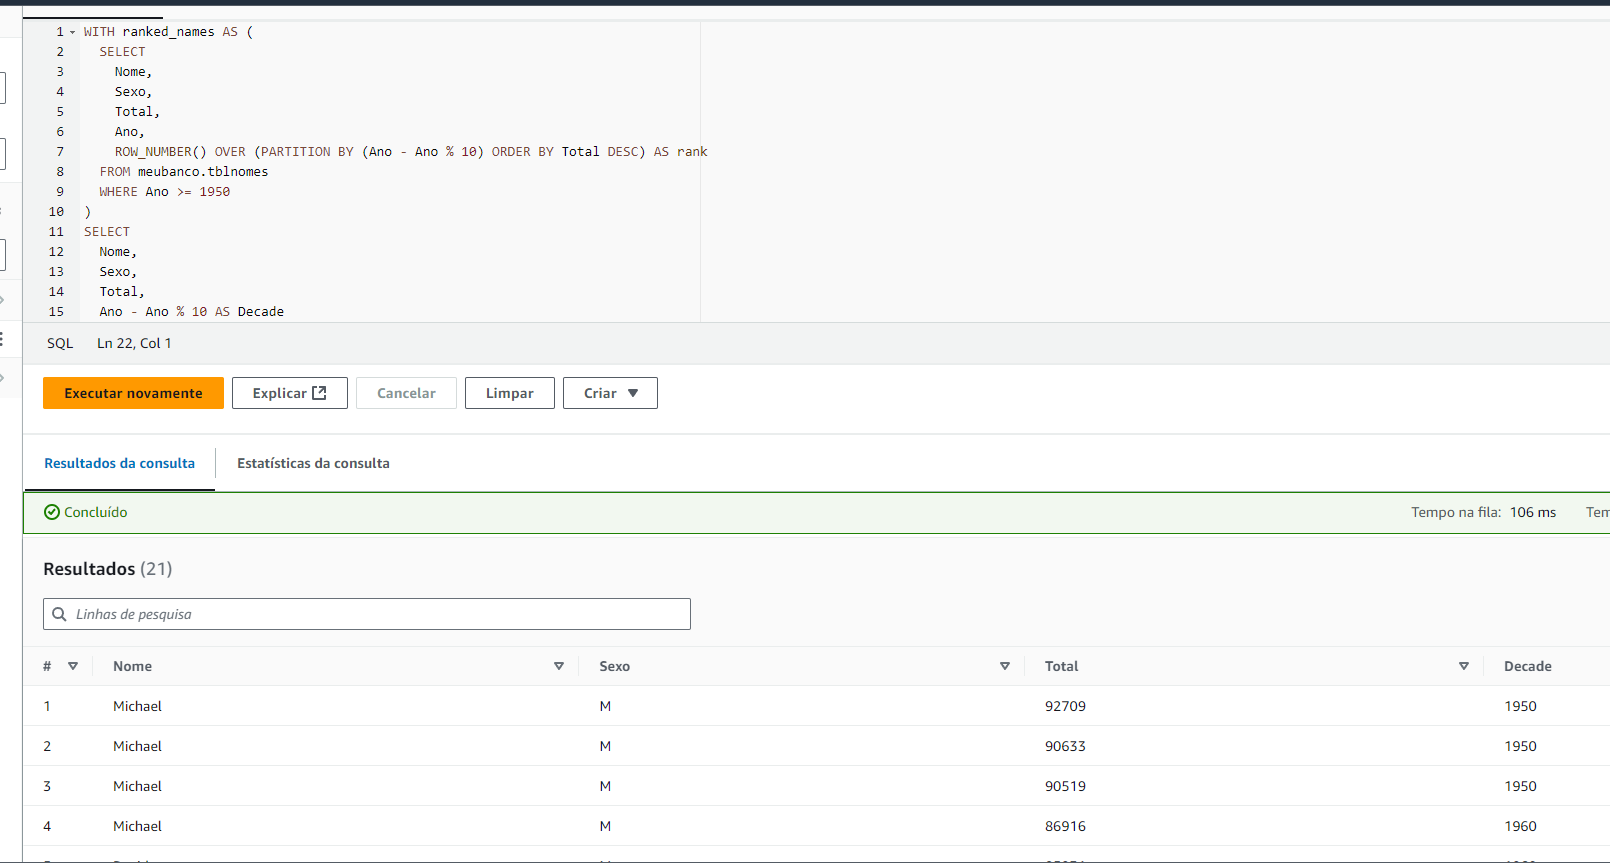 1 WITH ranked_names AS (
2 SELECT
3 Nome,
4 Sexo,
5 Total,
6 Ano,
7 ROW_NUMBER() OVER (PARTITION BY (Ano - Ano % 10) ORDER BY Total DESC) AS rank
8 FROM meubanco.tblnomes
9 WHERE Ano >= 1950
10 )
11 SELECT
12 Nome,
13 Sexo,
14 Total,
15 Ano - Ano % 10 AS Decade
SQL Ln 22, Col 1
Executar novamente Explicar Cancelar Limpar Criar
Resultados da consulta Estatísticas da consulta
Concluído Tempo na fila: 106 ms
Resultados (21)
Linhas de pesquisa
# Nome Sexo Total Decade
1 Michael M 92709 1950
2 Michael M 90633 1950
3 Michael M 90519 1950
4 Michael M 86916 1960